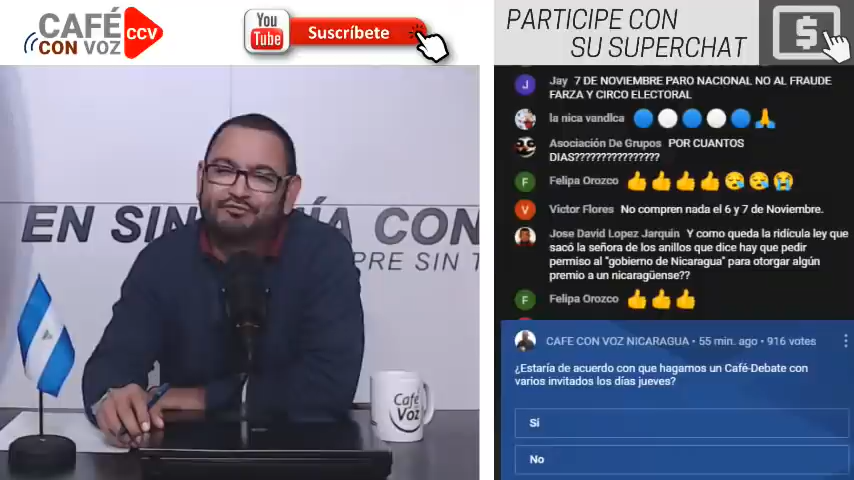 CAFÉ
CON VOZ
CCV
You
Tube
Suscríbete
PARTICIPE CON
SU SUPERCHAT
$
EN SIN ÍA CON
PRE SIN T
Café
con
Voz
J
Jay 7 DE NOVIEMBRE PARO NACIONAL NO AL FRAUDE
FARZA Y CIRCO ELECTORAL
la nica vandlca
Asociación De Grupos POR CUANTOS
DIAS????????????????
F
Felipa Orozco
V
Victor Flores No compren nada el 6 y 7 de Noviembre.
Jose David Lopez Jarquin Y como queda la ridícula ley que
sacó la señora de los anillos que dice hay que pedir
permiso al "gobierno de Nicaragua" para otorgar algún
premio a un nicaragüense??
F
Felipa Orozco
CAFE CON VOZ NICARAGUA • 55 min. ago • 916 votes
¿Estaría de acuerdo con que hagamos un Café-Debate con
varios invitados los días jueves?
Sí
No